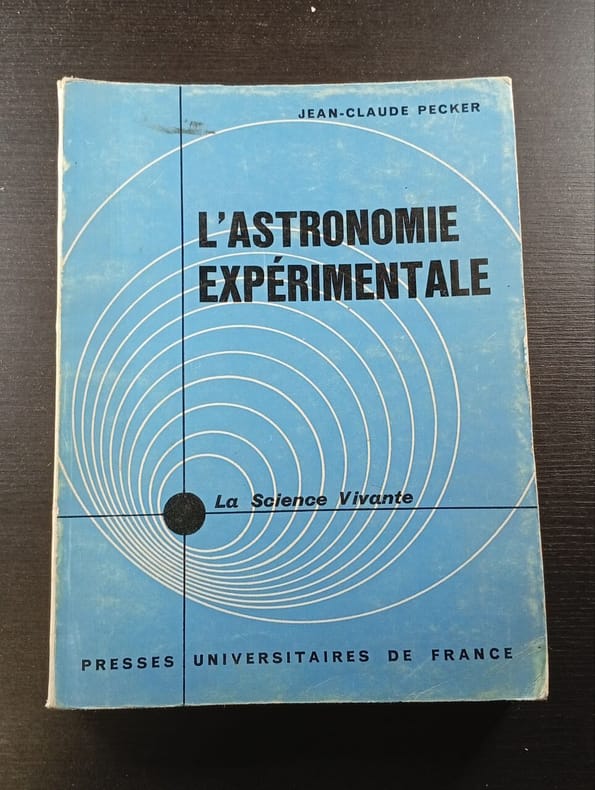 JEAN-CLAUDE PECKER
L'ASTRONOMIE
EXPÉRIMENTALE
La Science Vivante
PRESSES UNIVERSITAIRES DE FRANCE